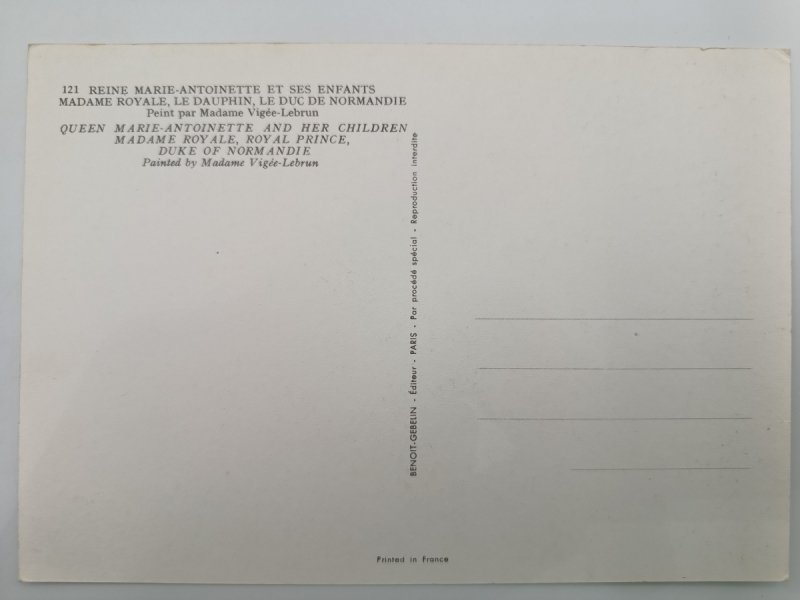 121 REINE MARIE-ANTOINETTE ET SES ENFANTS
MADAME ROYALE, LE DAUPHIN, LE DUC DE NORMANDIE
Peint par Madame Vigée-Lebrun
QUEEN MARIE-ANTOINETTE AND HER CHILDREN
MADAME ROYALE, ROYAL PRINCE,
DUKE OF NORMANDIE
Painted by Madame Vigée-Lebrun
BENOIT-GEBELIN - Éditeur - PARIS - Par procédé spécial - Reproduction interdite
Printed in France